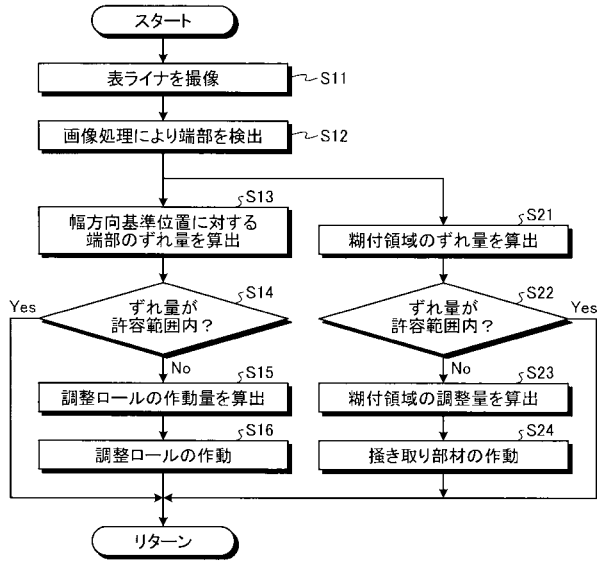 スタート
表ライナを撮像
S11
画像処理により端部を検出
S12
S13
幅方向基準位置に対する
端部のずれ量を算出
S14
ずれ量が
許容範囲内？
Yes
No
S15
調整ロールの作動量を算出
S16
調整ロールの作動
S21
糊付領域のずれ量を算出
S22
ずれ量が
許容範囲内？
Yes
No
S23
糊付領域の調整量を算出
S24
掻き取り部材の作動
リターン